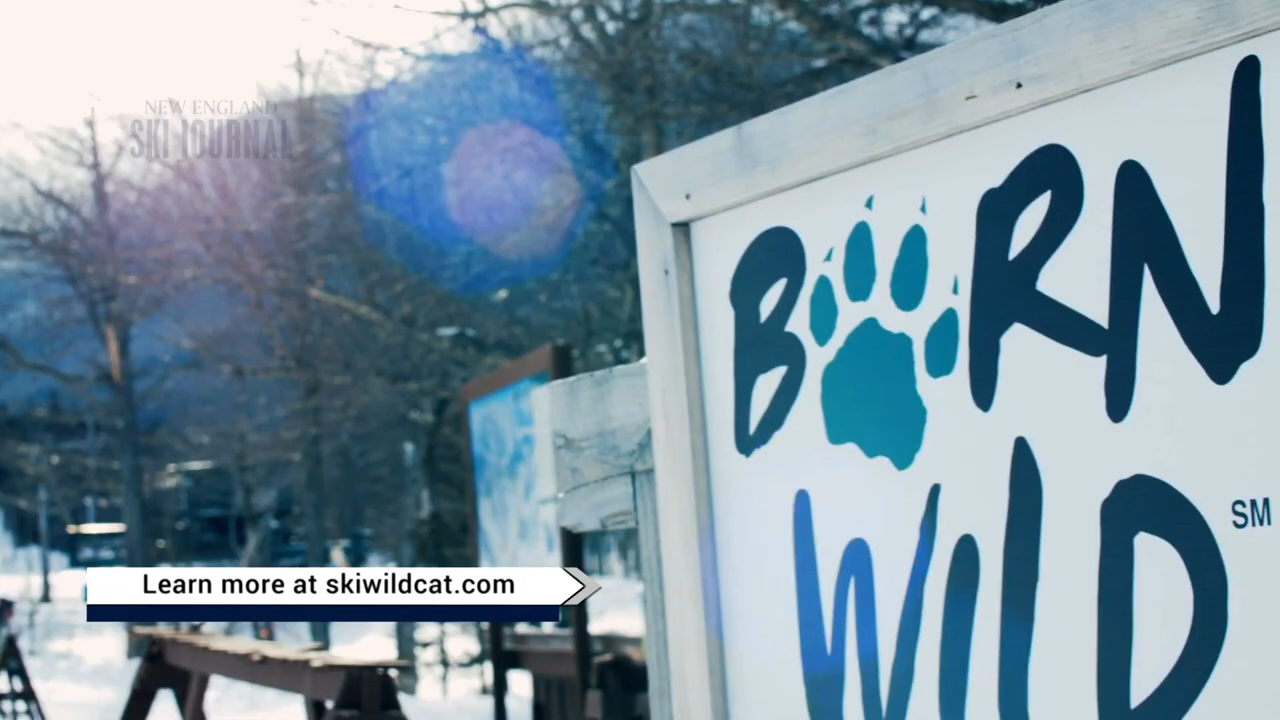 NEW ENGLAND
SKI JOURNAL
BORN
WILD
SM
Learn more at skiwildcat.com